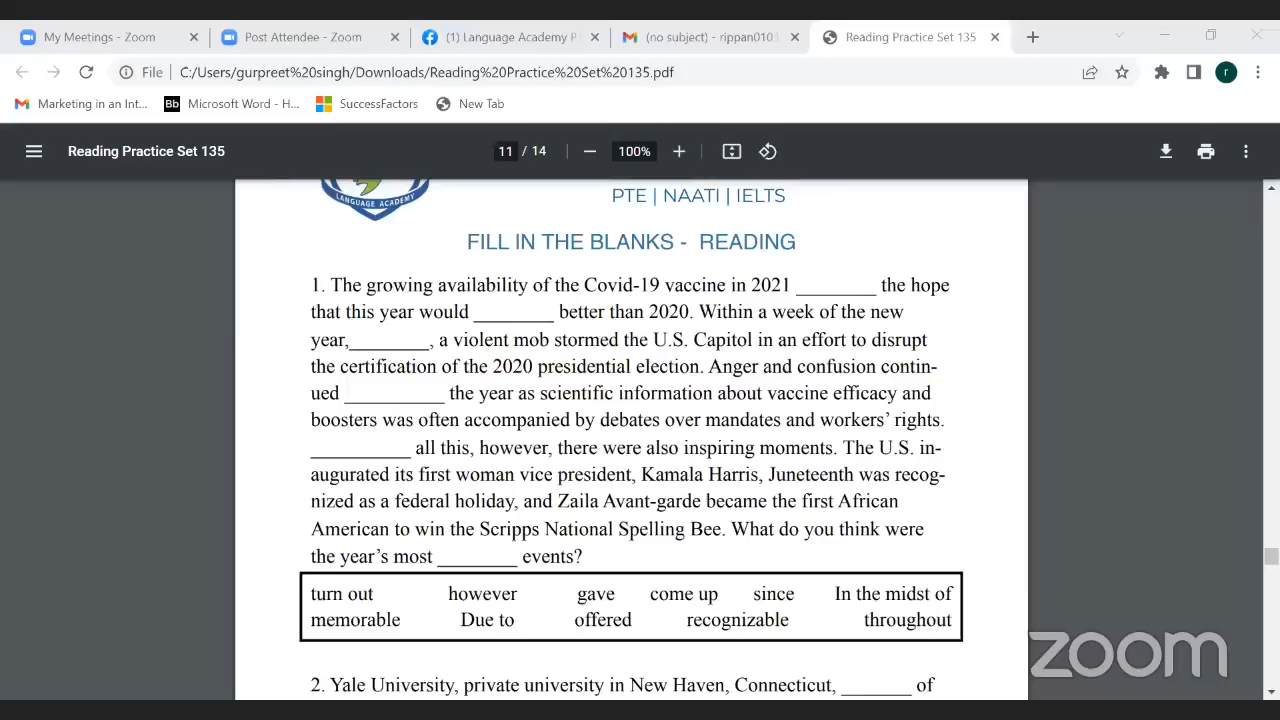 My Meetings - Zoom
Post Attendee - Zoom
(1) Language Academy P
(no subject) - rippan010
Reading Practice Set 135
File
C:/Users/gurpreet%20singh/Downloads/Reading%20Practice%20Set%20135.pdf
r
Marketing in an Int...
Bb Microsoft Word - H...
SuccessFactors
New Tab
Reading Practice Set 135
11 / 14
100%
LANGUAGE ACADEMY
PTE | NAATI | IELTS
FILL IN THE BLANKS - READING
1. The growing availability of the Covid-19 vaccine in 2021 ________ the hope
that this year would ________ better than 2020. Within a week of the new
year,________, a violent mob stormed the U.S. Capitol in an effort to disrupt
the certification of the 2020 presidential election. Anger and confusion contin-
ued __________ the year as scientific information about vaccine efficacy and
boosters was often accompanied by debates over mandates and workers’ rights.
__________ all this, however, there were also inspiring moments. The U.S. in-
augurated its first woman vice president, Kamala Harris, Juneteenth was recog-
nized as a federal holiday, and Zaila Avant-garde became the first African
American to win the Scripps National Spelling Bee. What do you think were
the year’s most ________ events?
turn out however gave come up since In the midst of
memorable Due to offered recognizable throughout
zoom
2. Yale University, private university in New Haven, Connecticut, _______ of